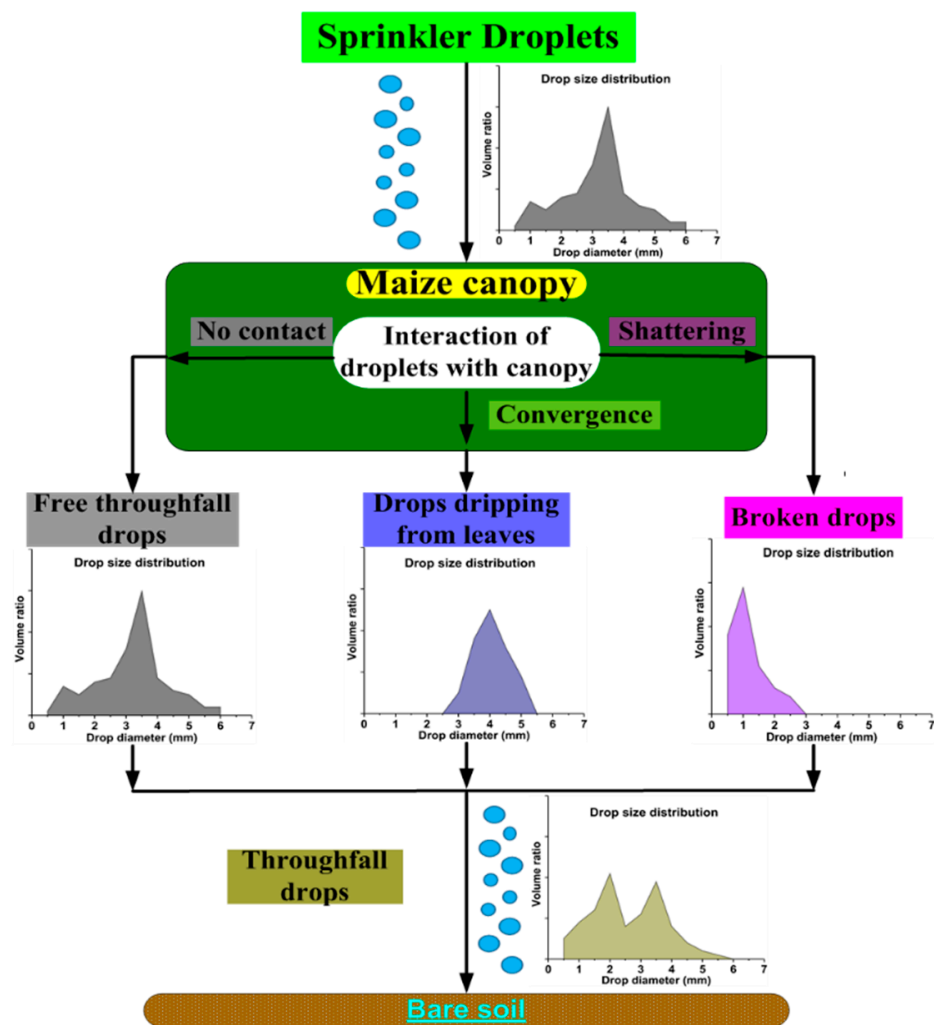 Sprinkler Droplets
Drop size distribution
Volume ratio
0 1 2 3 4 5 6 7
Drop diameter (mm)
Maize canopy
No contact
Interaction of
droplets with canopy
Shattering
Convergence
Free throughfall
drops
Drop size distribution
Volume ratio
0 1 2 3 4 5 6 7
Drop diameter (mm)
Drops dripping
from leaves
Drop size distribution
Volume ratio
0 1 2 3 4 5 6 7
Drop diameter (mm)
Broken drops
Drop size distribution
Volume ratio
0 1 2 3 4 5 6 7
Drop diameter (mm)
Throughfall
drops
Drop size distribution
Volume ratio
0 1 2 3 4 5 6 7
Drop diameter (mm)
Bare soil